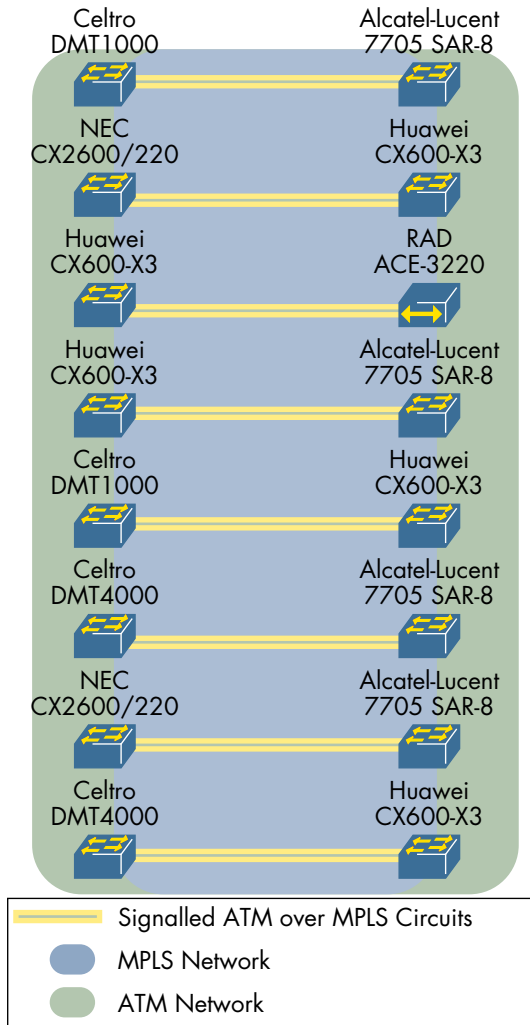 Celtro
DMT1000
Alcatel-Lucent
7705 SAR-8
NEC
CX2600/220
Huawei
CX600-X3
Huawei
CX600-X3
RAD
ACE-3220
Huawei
CX600-X3
Alcatel-Lucent
7705 SAR-8
Celtro
DMT1000
Huawei
CX600-X3
Celtro
DMT4000
Alcatel-Lucent
7705 SAR-8
NEC
CX2600/220
Alcatel-Lucent
7705 SAR-8
Celtro
DMT4000
Huawei
CX600-X3
Signalled ATM over MPLS Circuits
MPLS Network
ATM Network